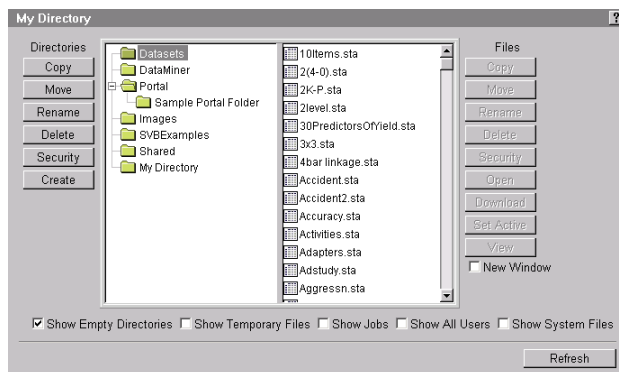 My Directory
?
Directories
Copy
Move
Rename
Delete
Security
Create
Datasets
DataMiner
Portal
Sample Portal Folder
Images
SVBExamples
Shared
My Directory
10Items.sta
2(4-0).sta
2K-P.sta
2level.sta
30PredictorsOfYield.sta
3x3.sta
4bar linkage.sta
Accident.sta
Accident2.sta
Accuracy.sta
Activities.sta
Adapters.sta
Adstudy.sta
Aggressn.sta
Files
Copy
Move
Rename
Delete
Security
Open
Download
Set Active
View
New Window
Show Empty Directories Show Temporary Files Show Jobs Show All Users Show System Files
Refresh